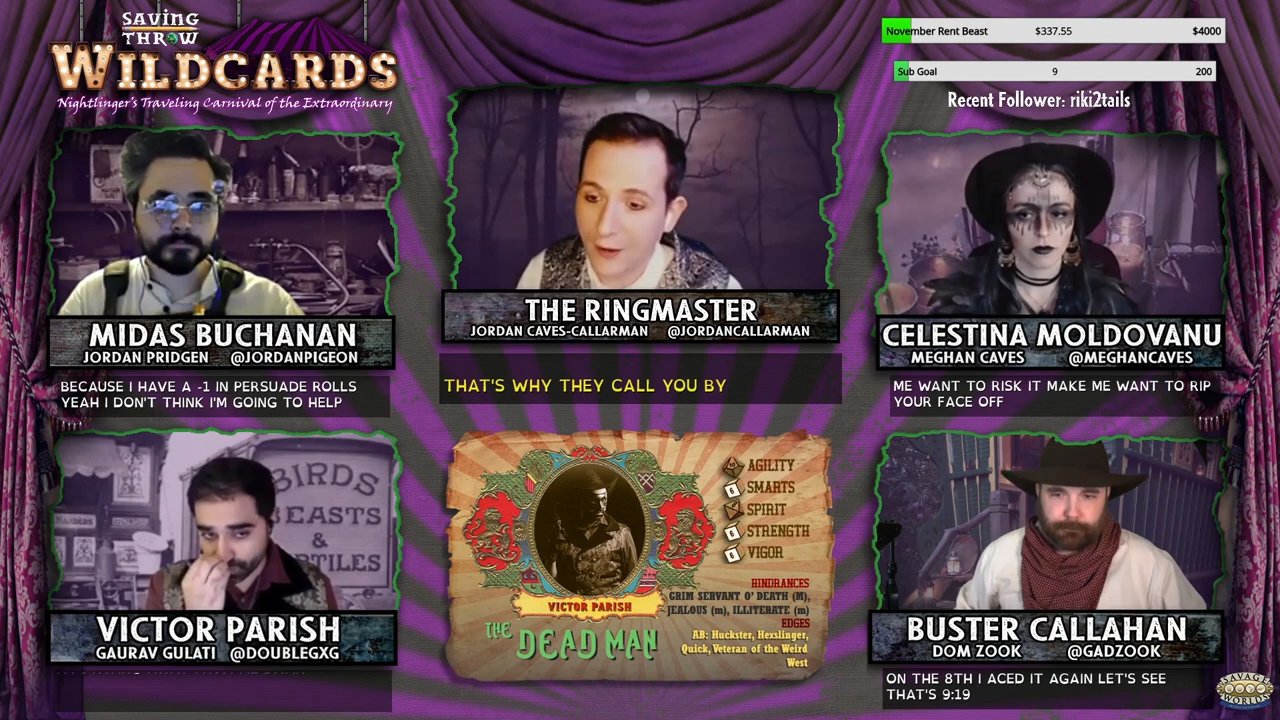 SAVING
THROW
WILDCARDS
Nightlinger's Traveling Carnival of the Extraordinary
November Rent Beast $337.55 $4000
Sub Goal 9 200
Recent Follower: riki2tails
MIDAS BUCHANAN
JORDAN PRIDGEN @JORDANPIGEON
BECAUSE I HAVE A -1 IN PERSUADE ROLLS
YEAH I DON'T THINK I'M GOING TO HELP
THE RINGMASTER
JORDAN CAVES-CALLARMAN @JORDANCALLARMAN
THAT'S WHY THEY CALL YOU BY
CELESTINA MOLDOVANU
MEGHAN CAVES @MEGHANCAVES
ME WANT TO RISK IT MAKE ME WANT TO RIP
YOUR FACE OFF
BIRDS
BEASTS
&
VICTOR PARISH
GAURAV GULATI @DOUBLEGXG
AGILITY
6 SMARTS
SPIRIT
6 STRENGTH
6 VIGOR
HINDRANCES
GRIM SERVANT O' DEATH (M),
JEALOUS (m), ILLITERATE (m)
EDGES
AB: Huckster, Hexslinger,
Quick, Veteran of the Weird
West
VICTOR PARISH
THE DEAD MAN
BUSTER CALLAHAN
DOM ZOOK @GADZOOK
ON THE 8TH I ACED IT AGAIN LET'S SEE
THAT'S 9:19
SAVAGE
WORLDS